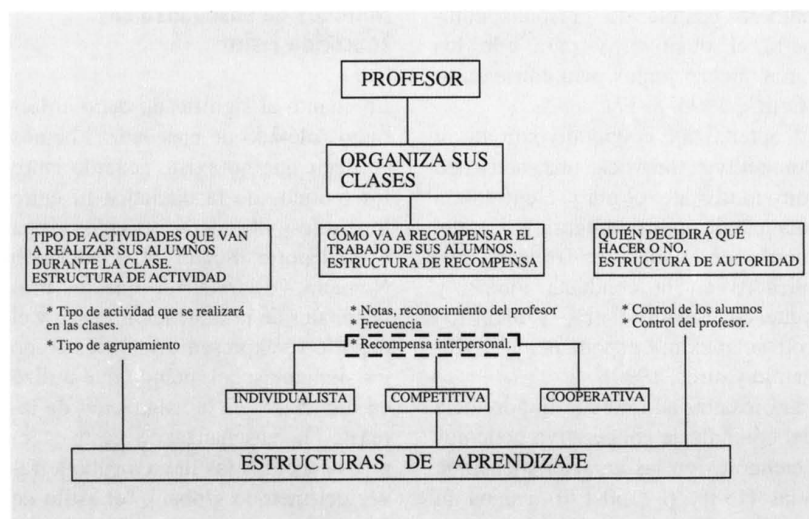 PROFESOR
ORGANIZA SUS
CLASES
TIPO DE ACTIVIDADES QUE VAN
A REALIZAR SUS ALUMNOS
DURANTE LA CLASE.
ESTRUCTURA DE ACTIVIDAD
* Tipo de actividad que se realizará
en las clases.
* Tipo de agrupamiento
CÓMO VA A RECOMPENSAR EL
TRABAJO DE SUS ALUMNOS.
ESTRUCTURA DE RECOMPENSA
* Notas, reconocimiento del profesor
* Frecuencia
* Recompensa interpersonal.
QUIÉN DECIDIRÁ QUÉ
HACER O NO.
ESTRUCTURA DE AUTORIDAD
* Control de los alumnos
* Control del profesor.
INDIVIDUALISTA
COMPETITIVA
COOPERATIVA
ESTRUCTURAS DE APRENDIZAJE